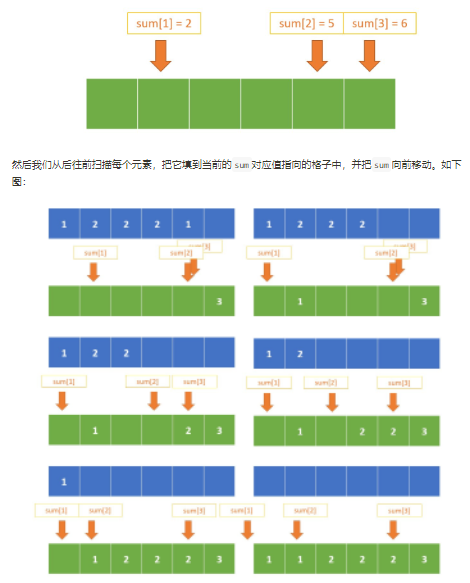 sum[1] = 2 sum[2] = 5 sum[3] = 6
然后我们从后往前扫描每个元素，把它填到当前的 sum 对应值指向的格子中，并把 sum 向前移动。如下
图：
1 2 2 2 1 1 2 2 2
sum[3] sum[3]
sum[1] sum[2] sum[1] sum[2]
3 1 3
1 2 2 1 2
sum[1] sum[2] sum[3] sum[1] sum[2] sum[3]
1 2 3 1 2 2 3
1
sum[1] sum[2] sum[3] sum[1] sum[2] sum[3]
1 2 2 2 3 1 1 2 2 2 3